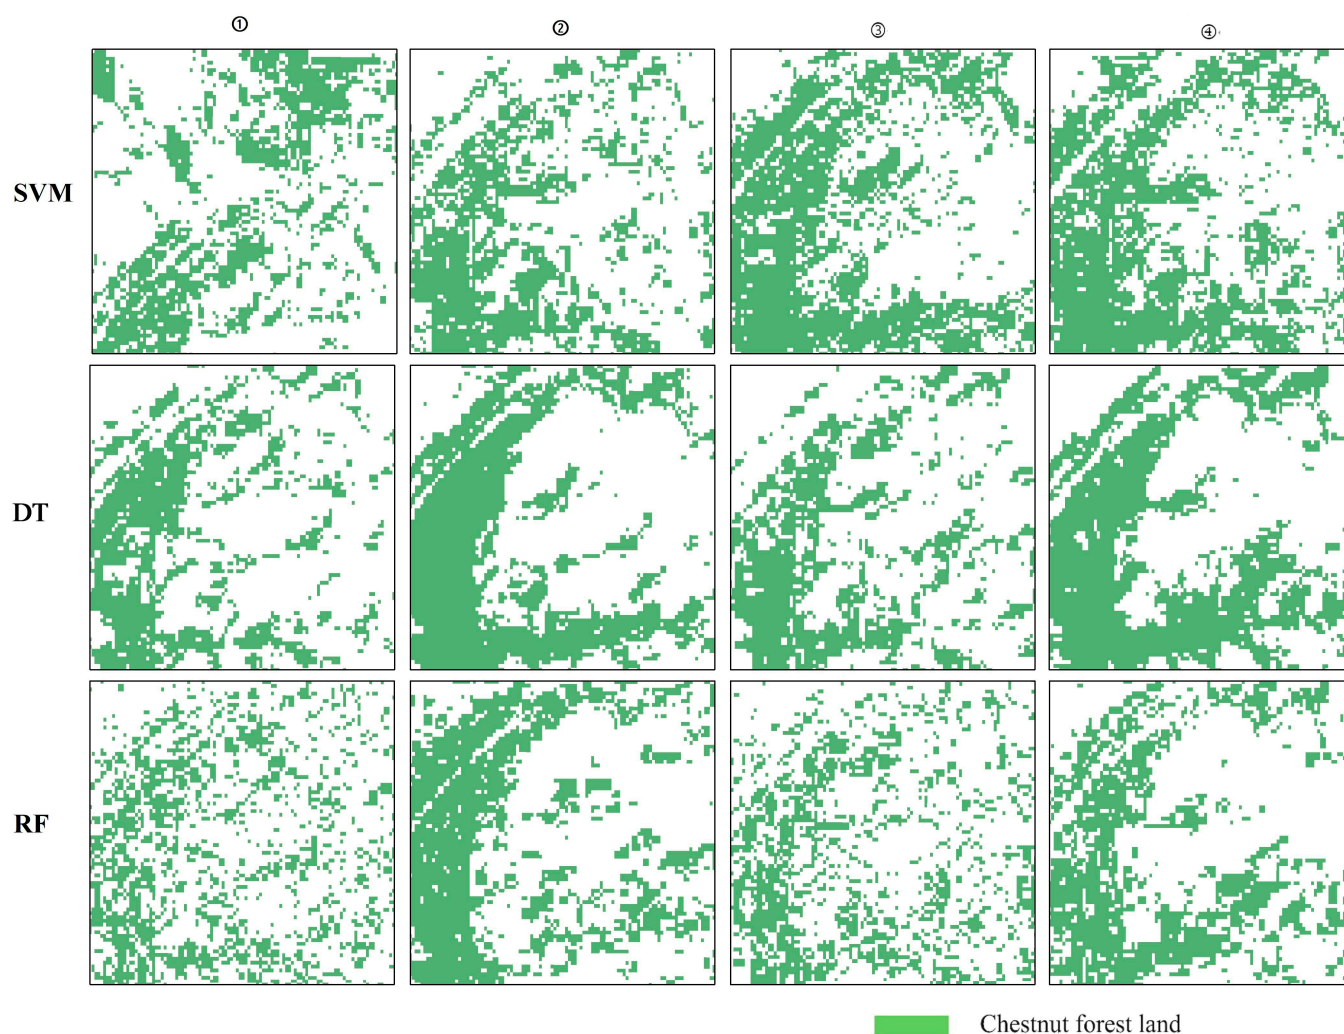 ① ② ③ ④
SVM
DT
RF
Chestnut forest land